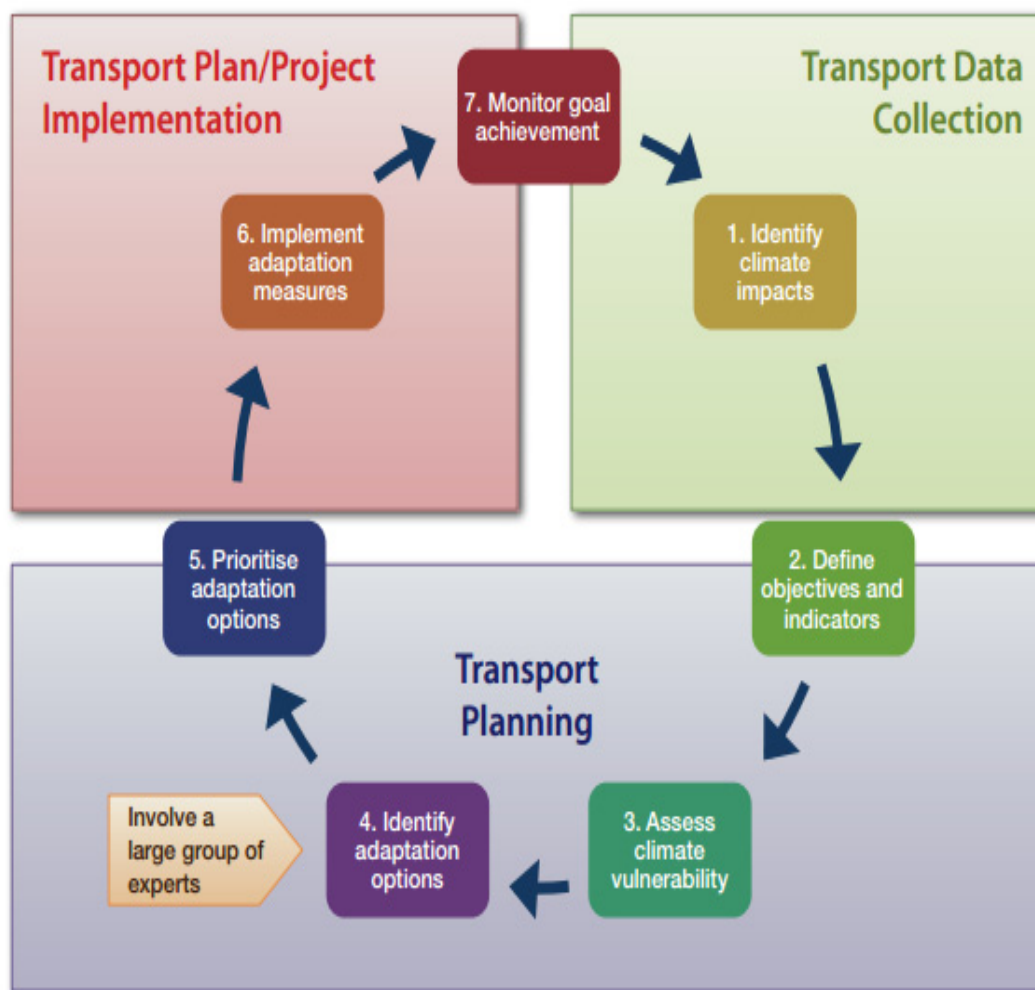 Transport Plan/Project
Implementation
Transport Data
Collection
7. Monitor goal
achievement
1. Identify
climate
impacts
6. Implement
adaptation
measures
2. Define
objectives and
indicators
5. Prioritise
adaptation
options
Transport
Planning
3. Assess
climate
vulnerability
4. Identify
adaptation
options
Involve a
large group of
experts